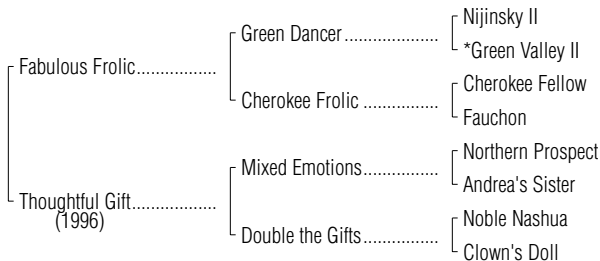 Nijinsky II
Green Dancer ..................
*Green Valley II
Fabulous Frolic.................
Cherokee Fellow
Cherokee Frolic ................
Fauchon
Northern Prospect
Mixed Emotions................
Andrea's Sister
Thoughtful Gift..................
(1996)
Noble Nashua
Double the Gifts................
Clown's Doll